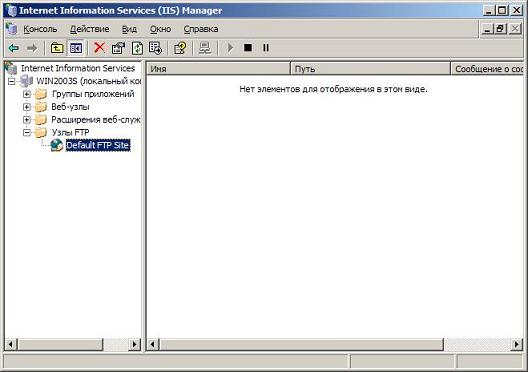 Internet Information Services (IIS) Manager
Консоль Действие Вид Окно Справка
Internet Information Services
WIN2003S (локальный ко
Группы приложений
Веб-узлы
Расширения веб-служ
Узлы FTP
Default FTP Site
Имя Путь Сообщение о сос
Нет элементов для отображения в этом виде.